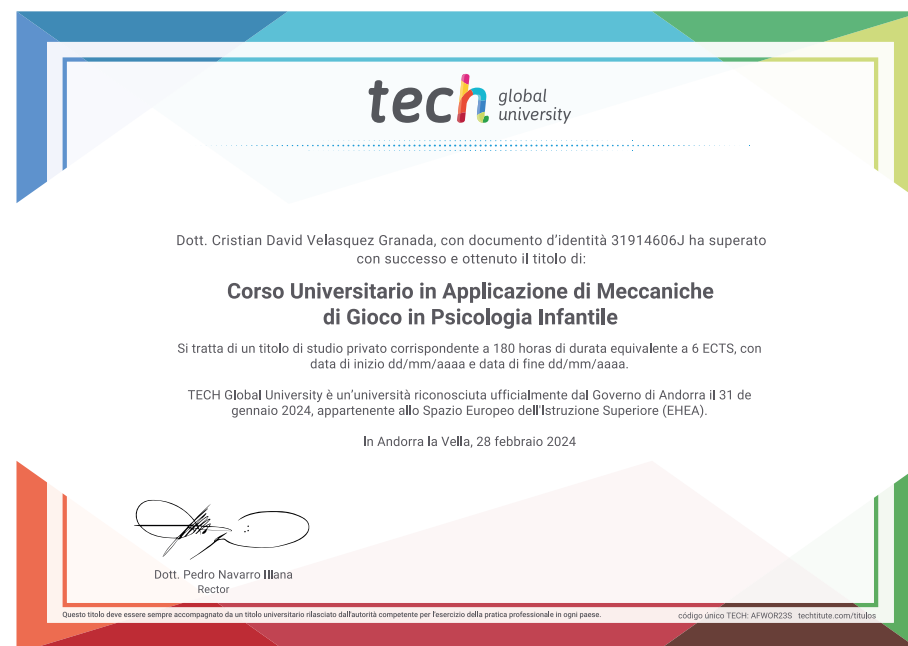 tech global university
Dott. Cristian David Velasquez Granada, con documento d'identità 31914606J ha superato
con successo e ottenuto il titolo di:
Corso Universitario in Applicazione di Meccaniche
di Gioco in Psicologia Infantile
Si tratta di un titolo di studio privato corrispondente a 180 horas di durata equivalente a 6 ECTS, con
data di inizio dd/mm/aaaa e data di fine dd/mm/aaaa.
TECH Global University è un'università riconosciuta ufficialmente dal Governo di Andorra il 31 de
gennaio 2024, appartenente allo Spazio Europeo dell'Istruzione Superiore (EHEA).
In Andorra la Vella, 28 febbraio 2024
Dott. Pedro Navarro Illana
Rector
Questo titolo deve essere sempre accompagnato da un titolo universitario rilasciato dall'autorità competente per l'esercizio della pratica professionale in ogni paese.
código único TECH: AFWOR23S techtitute.com/titulos